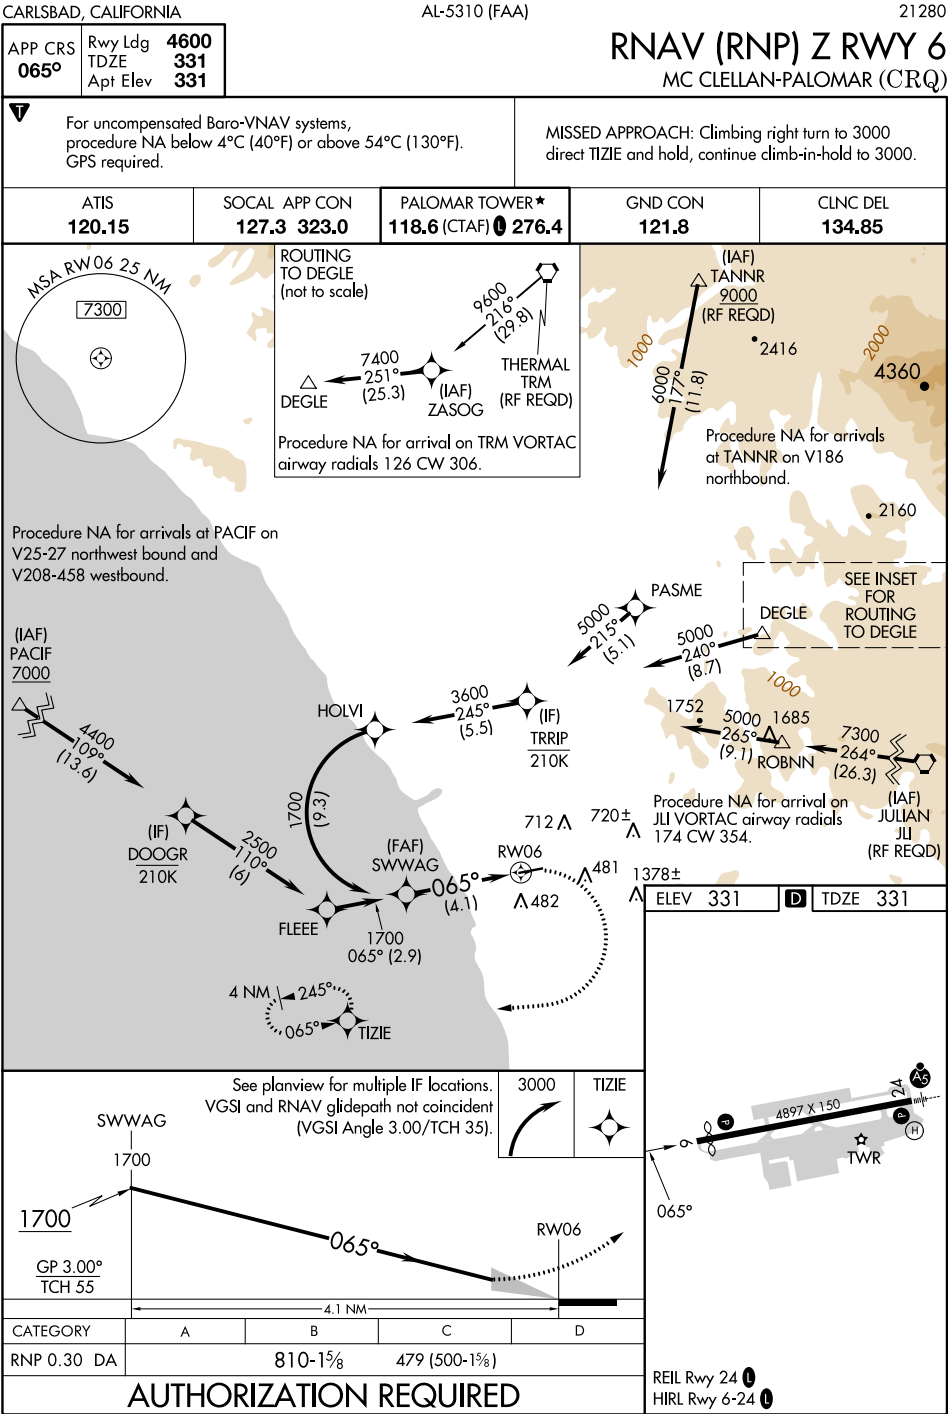 CARLSBAD, CALIFORNIA
AL-5310 (FAA)
21280
APP CRS
065°
Rwy Ldg 4600
TDZE 331
Apt Elev 331
RNAV (RNP) Z RWY 6
MC CLELLAN-PALOMAR (CRQ)
T
For uncompensated Baro-VNAV systems,
procedure NA below 4°C (40°F) or above 54°C (130°F).
GPS required.
MISSED APPROACH: Climbing right turn to 3000
direct TIZIE and hold, continue climb-in-hold to 3000.
ATIS
120.15
SOCAL APP CON
127.3 323.0
PALOMAR TOWER★
118.6 (CTAF) L 276.4
GND CON
121.8
CLNC DEL
134.85
MSA RW06 25 NM
7300
ROUTING
TO DEGLE
(not to scale)
9600
216°
(29.8)
7400
251°
(25.3)
DEGLE
(IAF)
ZASOG
THERMAL
TRM
(RF REQD)
Procedure NA for arrival on TRM VORTAC
airway radials 126 CW 306.
(IAF)
TANNR
9000
(RF REQD)
1000
2416
2000
4360
6000
177°
(11.8)
Procedure NA for arrivals
at TANNR on V186
northbound.
2160
Procedure NA for arrivals at PACIF on
V25-27 northwest bound and
V208-458 westbound.
SEE INSET
FOR
ROUTING
TO DEGLE
PASME
5000
215°
(5.1)
DEGLE
5000
240°
(8.7)
1000
(IAF)
PACIF
7000
4400
109°
(13.6)
HOLVI
3600
245°
(5.5)
(IF)
TRRIP
210K
1752
5000
265°
(9.1)
1685
ROBNN
7300
264°
(26.3)
(IAF)
JULIAN
JLI
(RF REQD)
Procedure NA for arrival on
JLI VORTAC airway radials
174 CW 354.
1700
(9.3)
(IF)
DOOGR
210K
2500
110°
(6)
(FAF)
SWWAG
065°
(4.1)
RW06
712
720±
481
482
1378±
FLEEE
1700
065° (2.9)
4 NM
245°
065°
TIZIE
ELEV 331
D
TDZE 331
See planview for multiple IF locations.
VGSI and RNAV glidepath not coincident
(VGSI Angle 3.00/TCH 35).
3000
TIZIE
SWWAG
1700
1700
065°
RW06
GP 3.00°
TCH 55
4.1 NM
P
4897 X 150
24
A5
P
H
6
TWR
065°
CATEGORY A B C D
RNP 0.30 DA 810-1⅝ 479 (500-1⅝)
AUTHORIZATION REQUIRED
REIL Rwy 24 L
HIRL Rwy 6-24 L